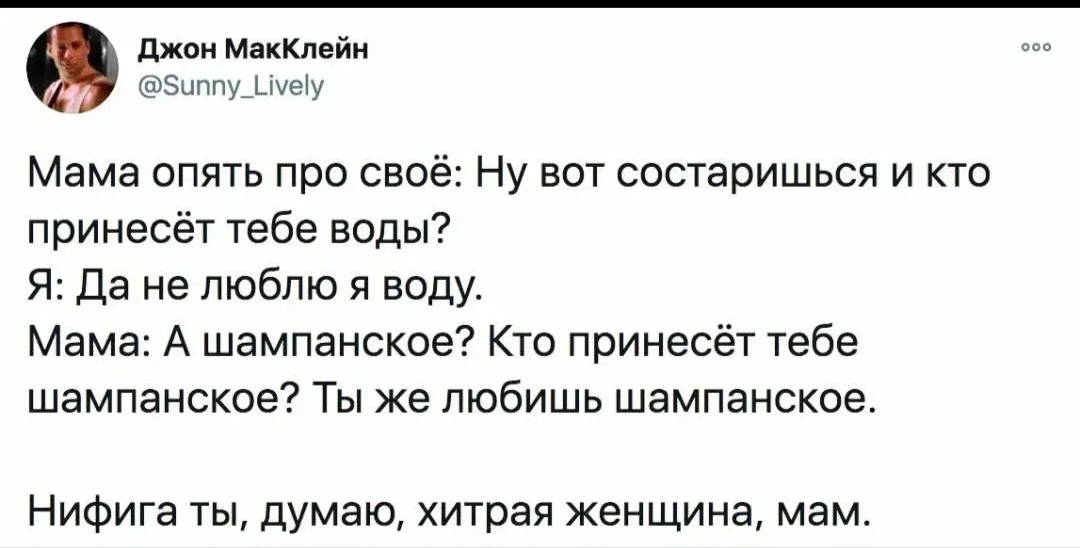 Джон МакКлейн
@Sunny_Lively
Мама опять про своё: Ну вот состаришься и кто
принесёт тебе воды?
Я: Да не люблю я воду.
Мама: А шампанское? Кто принесёт тебе
шампанское? Ты же любишь шампанское.
Нифига ты, думаю, хитрая женщина, мам.